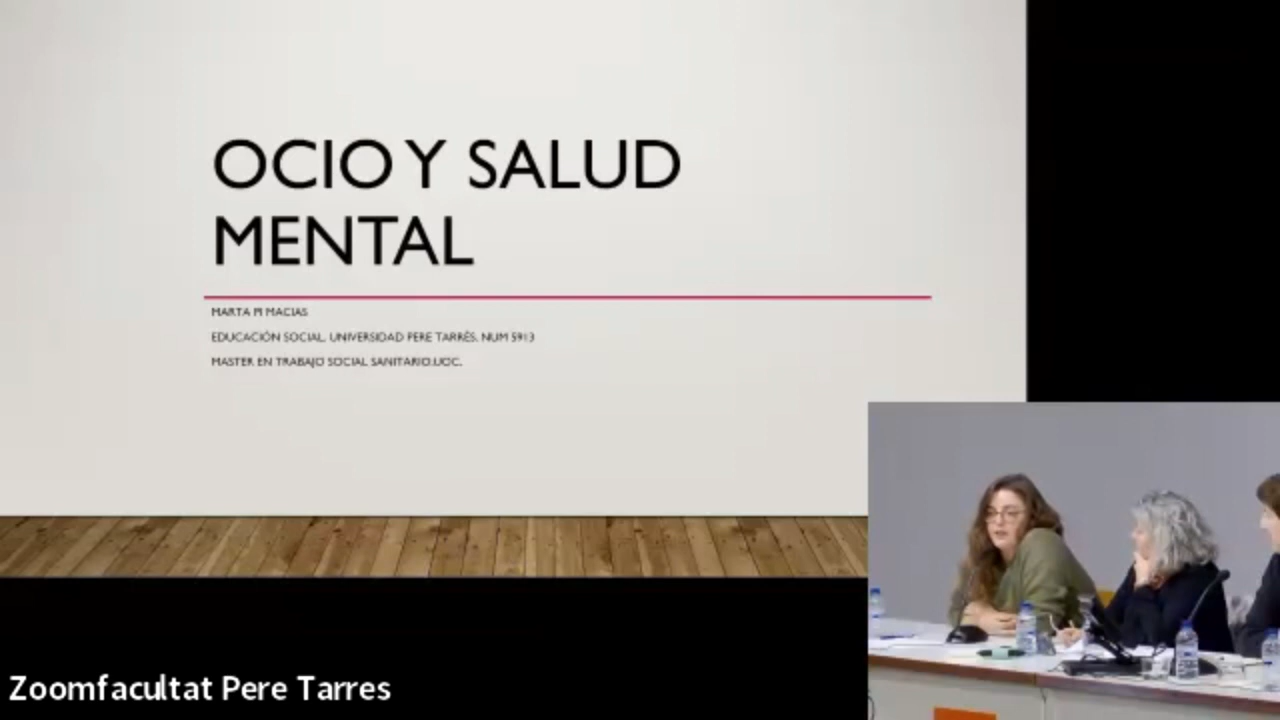 OCIO Y SALUD
MENTAL
MARTA PI MACIAS
EDUCACIÓN SOCIAL. UNIVERSIDAD PERE TARRÉS. NUM 5913
MASTER EN TRABAJO SOCIAL SANITARIO.UOC.
Zoomfacultat Pere Tarres